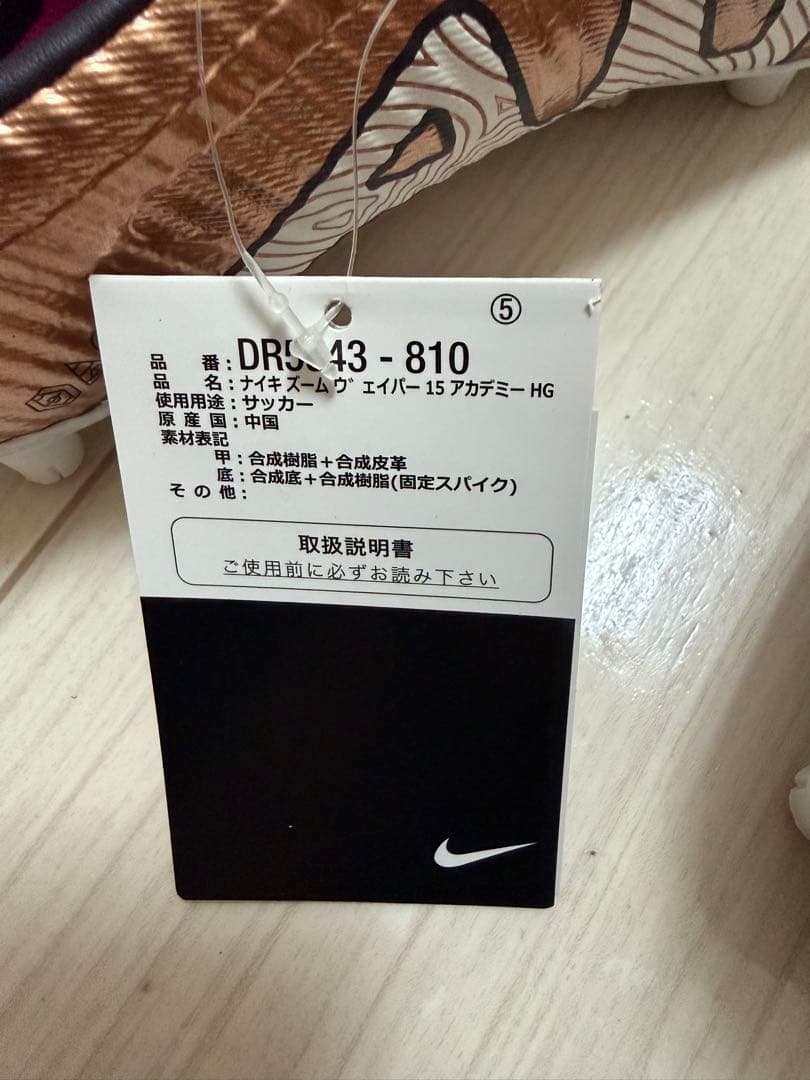 ⑤
品 番：- 810
品 名：ナイキ ズーム ヴェイパー 15 アカデミー HG
使用用途：サッカー
原産国：中国
素材表記
甲：合成樹脂＋合成皮革
底：合成底＋合成樹脂(固定スパイク)
その他：
取扱説明書
ご使用前に必ずお読み下さい